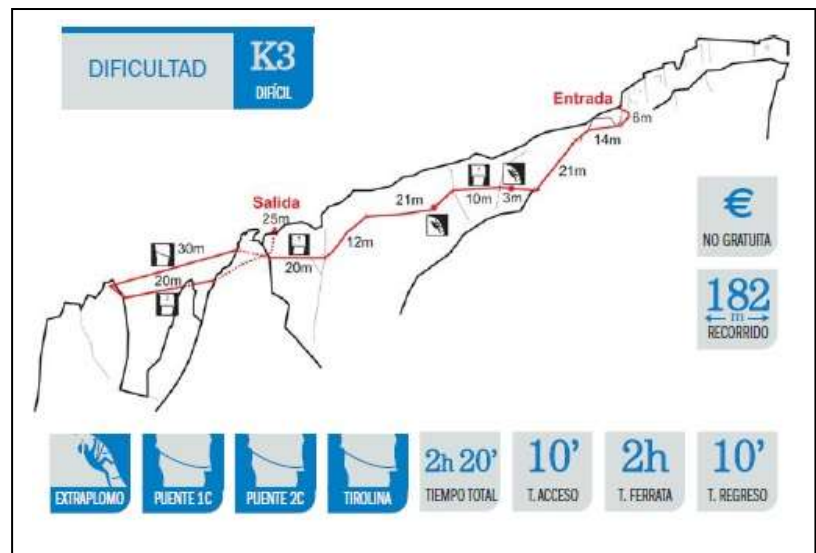 DIFICULTAD
K3
DIFÍCIL
Entrada
6m
14m
21m
Salida
25m
21m
10m
3m
12m
20m
30m
20m
€
NO GRATUITA
182
m
RECORRIDO
EXTRAPLOMO
PUENTE 1C
PUENTE 2C
TIROLINA
2h 20’
TIEMPO TOTAL
10’
T. ACCESO
2h
T. FERRATA
10’
T. REGRESO